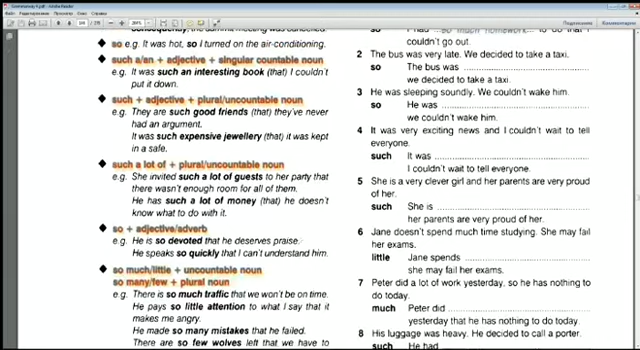 consequently, the summit meeting was cancelled.
so e.g. It was hot, so I turned on the air-conditioning.
such a/an + adjective + singular countable noun
e.g. It was such an interesting book (that) I couldn't
put it down.
such + adjective + plural/uncountable noun
e.g. They are such good friends (that) they've never
had an argument.
It was such expensive jewellery (that) it was kept
in a safe.
such a lot of + plural/uncountable noun
e.g. She invited such a lot of guests to her party that
there wasn't enough room for all of them.
He has such a lot of money (that) he doesn't
know what to do with it.
so + adjective/adverb
e.g. He is so devoted that he deserves praise.
He speaks so quickly that I can't understand him.
so much/little + uncountable noun
so many/few + plural noun
e.g. There is so much traffic that we won't be on time.
He pays so little attention to what I say that it
makes me angry.
He made so many mistakes that he failed.
There are so few wolves left that we have to
so I had ...so much homework... to do that I
couldn't go out.
2 The bus was very late. We decided to take a taxi.
so The bus was ........................................
we decided to take a taxi.
3 He was sleeping soundly. We couldn't wake him.
so He was ........................................
we couldn't wake him.
4 It was very exciting news and I couldn't wait to tell
everyone.
such It was ........................................
I couldn't wait to tell everyone.
5 She is a very clever girl and her parents are very proud
of her.
such She is ........................................
her parents are very proud of her.
6 Jane doesn't spend much time studying. She may fail
her exams.
little Jane spends ........................................
she may fail her exams.
7 Peter did a lot of work yesterday, so he has nothing to
do today.
much Peter did ........................................
yesterday that he has nothing to do today.
8 His luggage was heavy. He decided to call a porter.
such He had ........................................